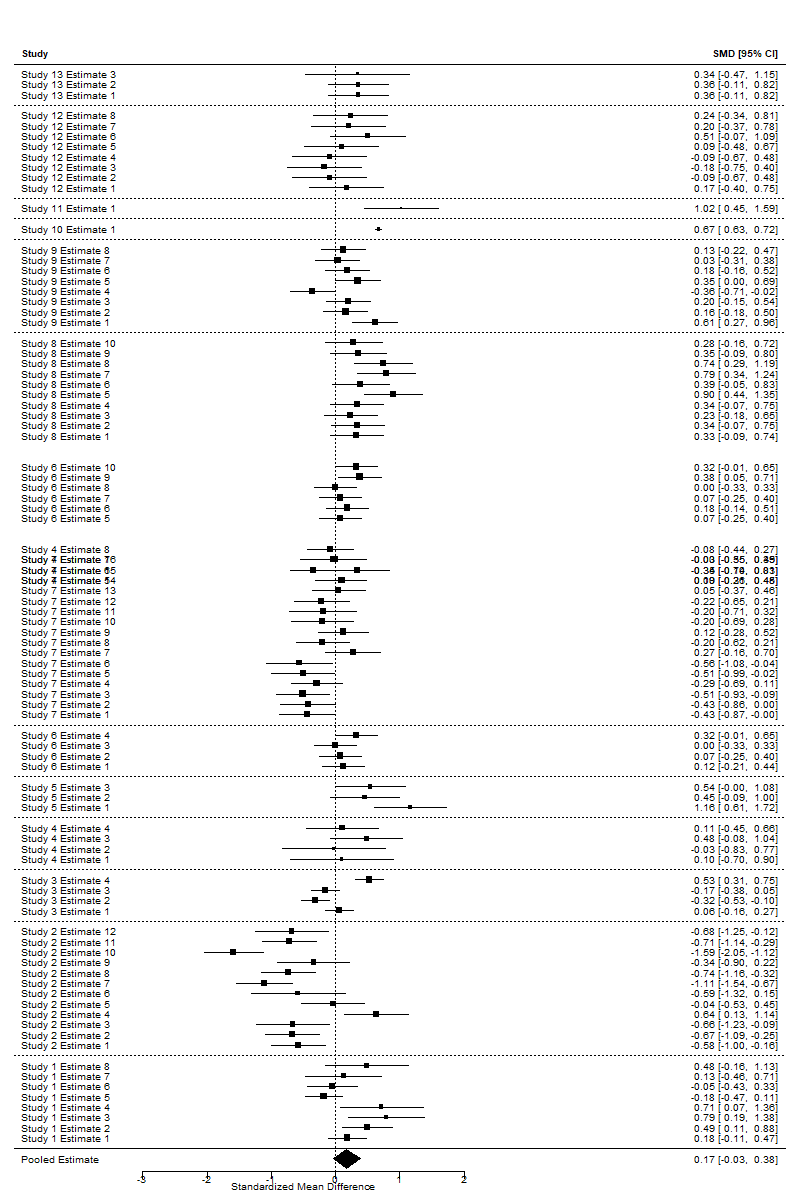 Study SMD [95% CI]
Study 13 Estimate 3 0.34 [-0.47, 1.15]
Study 13 Estimate 2 0.36 [-0.11, 0.82]
Study 13 Estimate 1 0.36 [-0.11, 0.82]
Study 12 Estimate 8 0.24 [-0.34, 0.81]
Study 12 Estimate 7 0.20 [-0.37, 0.78]
Study 12 Estimate 6 0.51 [-0.07, 1.09]
Study 12 Estimate 5 0.09 [-0.48, 0.67]
Study 12 Estimate 4 -0.09 [-0.67, 0.48]
Study 12 Estimate 3 -0.18 [-0.75, 0.40]
Study 12 Estimate 2 -0.09 [-0.67, 0.48]
Study 12 Estimate 1 0.17 [-0.40, 0.75]
Study 11 Estimate 1 1.02 [ 0.45, 1.59]
Study 10 Estimate 1 0.67 [ 0.63, 0.72]
Study 9 Estimate 8 0.13 [-0.22, 0.47]
Study 9 Estimate 7 0.03 [-0.31, 0.38]
Study 9 Estimate 6 0.18 [-0.16, 0.52]
Study 9 Estimate 5 0.35 [ 0.00, 0.69]
Study 9 Estimate 4 -0.36 [-0.71, -0.02]
Study 9 Estimate 3 0.20 [-0.15, 0.54]
Study 9 Estimate 2 0.16 [-0.18, 0.50]
Study 9 Estimate 1 0.61 [ 0.27, 0.96]
Study 8 Estimate 10 0.28 [-0.16, 0.72]
Study 8 Estimate 9 0.35 [-0.09, 0.80]
Study 8 Estimate 8 0.74 [ 0.29, 1.19]
Study 8 Estimate 7 0.79 [ 0.34, 1.24]
Study 8 Estimate 6 0.39 [-0.05, 0.83]
Study 8 Estimate 5 0.90 [ 0.44, 1.35]
Study 8 Estimate 4 0.34 [-0.07, 0.75]
Study 8 Estimate 3 0.23 [-0.18, 0.65]
Study 8 Estimate 2 0.34 [-0.07, 0.75]
Study 8 Estimate 1 0.33 [-0.09, 0.74]
Study 6 Estimate 10 0.32 [-0.01, 0.65]
Study 6 Estimate 9 0.38 [ 0.05, 0.71]
Study 6 Estimate 8 0.00 [-0.33, 0.33]
Study 6 Estimate 7 0.07 [-0.25, 0.40]
Study 6 Estimate 6 0.18 [-0.14, 0.51]
Study 6 Estimate 5 0.07 [-0.25, 0.40]
Study 4 Estimate 8 -0.08 [-0.44, 0.27]
Study Estimate
Study Estimate
Study Estimate
Study 7 Estimate 13 0.05 [-0.37, 0.46]
Study 7 Estimate 12 -0.22 [-0.65, 0.21]
Study 7 Estimate 11 -0.20 [-0.71, 0.32]
Study 7 Estimate 10 -0.20 [-0.69, 0.28]
Study 7 Estimate 9 0.12 [-0.28, 0.52]
Study 7 Estimate 8 -0.20 [-0.62, 0.21]
Study 7 Estimate 7 0.27 [-0.16, 0.70]
Study 7 Estimate 6 -0.56 [-1.08, -0.04]
Study 7 Estimate 5 -0.51 [-0.99, -0.02]
Study 7 Estimate 4 -0.29 [-0.69, 0.11]
Study 7 Estimate 3 -0.51 [-0.93, -0.09]
Study 7 Estimate 2 -0.43 [-0.86, 0.00]
Study 7 Estimate 1 -0.43 [-0.87, -0.00]
Study 6 Estimate 4 0.32 [-0.01, 0.65]
Study 6 Estimate 3 0.00 [-0.33, 0.33]
Study 6 Estimate 2 0.07 [-0.25, 0.40]
Study 6 Estimate 1 0.12 [-0.21, 0.44]
Study 5 Estimate 3 0.54 [-0.00, 1.08]
Study 5 Estimate 2 0.45 [-0.09, 1.00]
Study 5 Estimate 1 1.16 [ 0.61, 1.72]
Study 4 Estimate 4 0.11 [-0.45, 0.66]
Study 4 Estimate 3 0.48 [-0.08, 1.04]
Study 4 Estimate 2 -0.03 [-0.83, 0.77]
Study 4 Estimate 1 0.10 [-0.70, 0.90]
Study 3 Estimate 4 0.53 [ 0.31, 0.75]
Study 3 Estimate 3 -0.17 [-0.38, 0.05]
Study 3 Estimate 2 -0.32 [-0.53, -0.10]
Study 3 Estimate 1 0.06 [-0.16, 0.27]
Study 2 Estimate 12 -0.68 [-1.25, -0.12]
Study 2 Estimate 11 -0.71 [-1.14, -0.29]
Study 2 Estimate 10 -1.59 [-2.05, -1.12]
Study 2 Estimate 9 -0.34 [-0.90, 0.22]
Study 2 Estimate 8 -0.74 [-1.16, -0.32]
Study 2 Estimate 7 -1.11 [-1.54, -0.67]
Study 2 Estimate 6 -0.59 [-1.32, 0.15]
Study 2 Estimate 5 -0.04 [-0.53, 0.45]
Study 2 Estimate 4 0.64 [ 0.13, 1.14]
Study 2 Estimate 3 -0.66 [-1.23, -0.09]
Study 2 Estimate 2 -0.67 [-1.09, -0.25]
Study 2 Estimate 1 -0.58 [-1.00, -0.16]
Study 1 Estimate 8 0.48 [-0.16, 1.13]
Study 1 Estimate 7 0.13 [-0.46, 0.71]
Study 1 Estimate 6 -0.05 [-0.43, 0.33]
Study 1 Estimate 5 -0.18 [-0.47, 0.11]
Study 1 Estimate 4 0.71 [ 0.07, 1.36]
Study 1 Estimate 3 0.79 [ 0.19, 1.38]
Study 1 Estimate 2 0.49 [ 0.11, 0.88]
Study 1 Estimate 1 0.18 [-0.11, 0.47]
Pooled Estimate 0.17 [-0.03, 0.38]
-3 -2 -1 0 1 2
Standardized Mean Difference